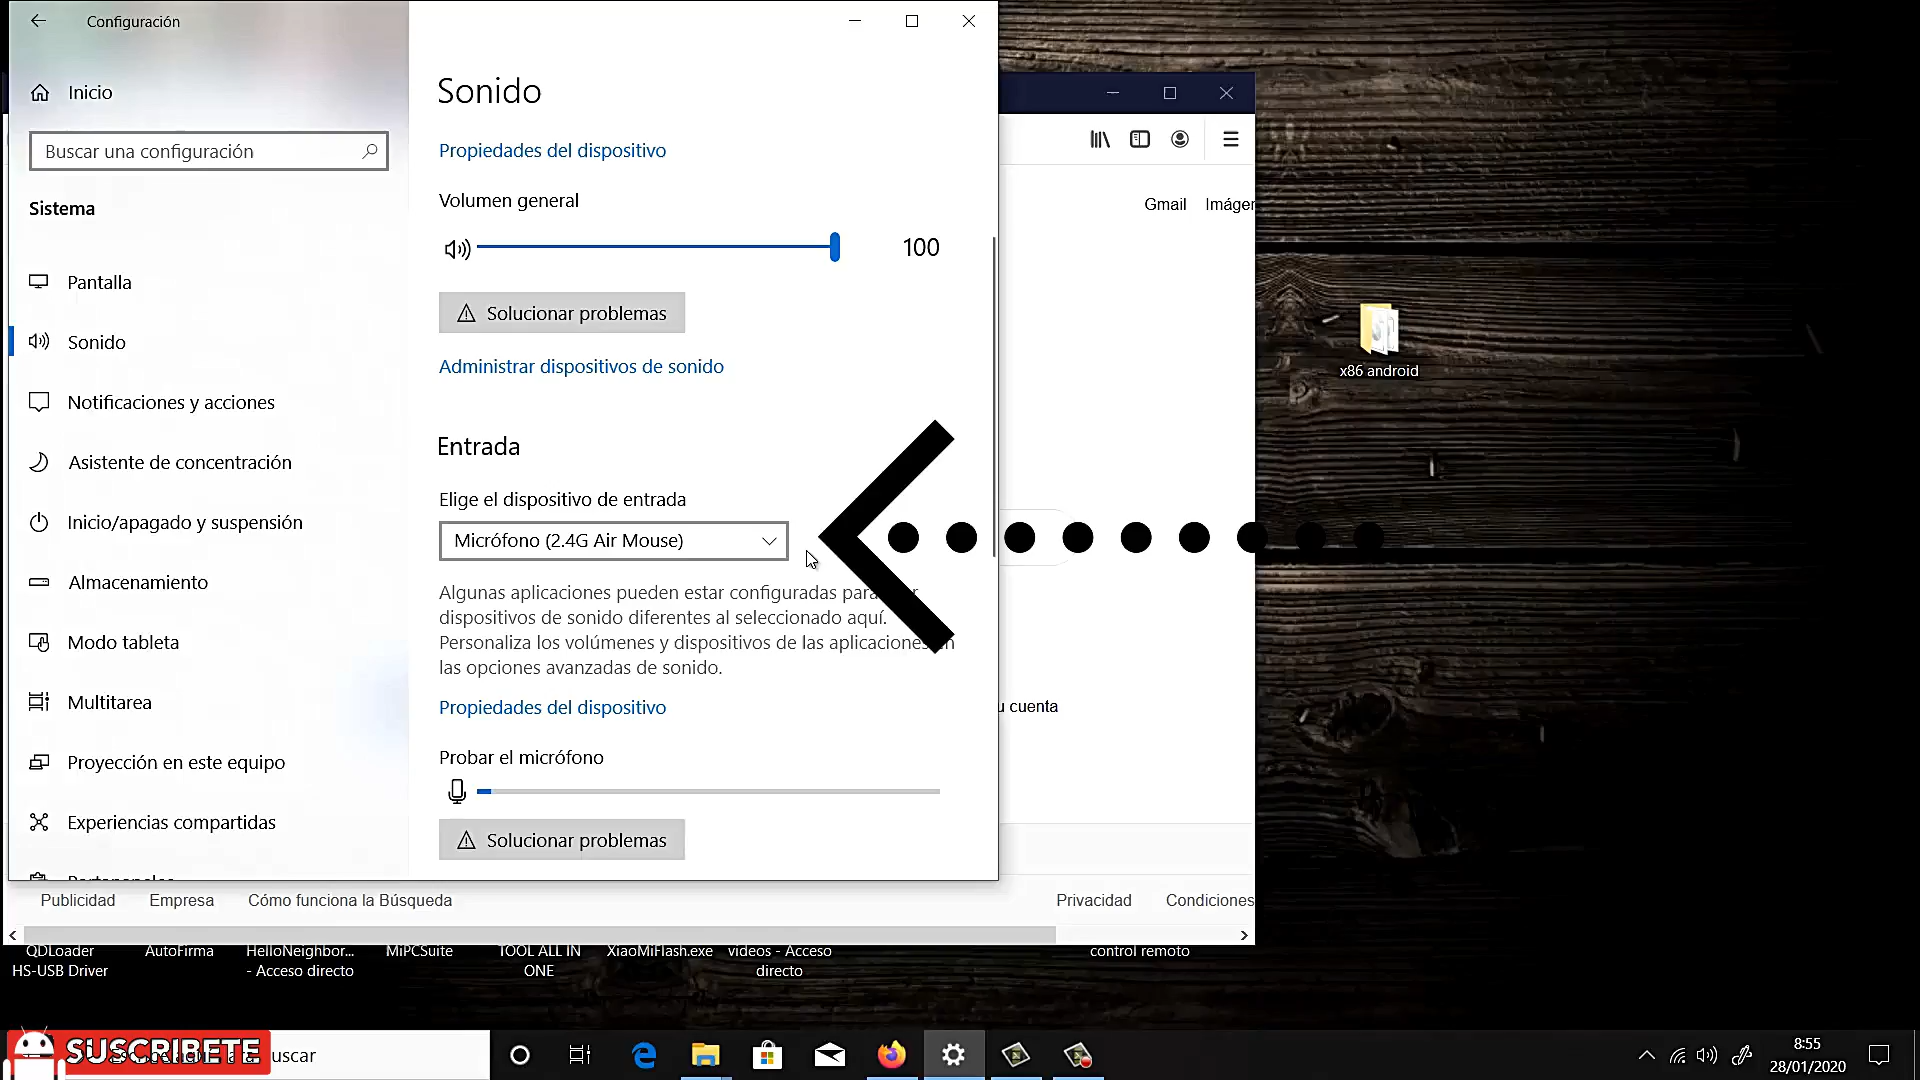 Configuración
Inicio
Buscar una configuración
Sistema
Pantalla
Sonido
Notificaciones y acciones
Asistente de concentración
Inicio/apagado y suspensión
Almacenamiento
Modo tableta
Multitarea
Proyección en este equipo
Experiencias compartidas
Sonido
Propiedades del dispositivo
Volumen general
100
Solucionar problemas
Administrar dispositivos de sonido
Entrada
Elige el dispositivo de entrada
Micrófono (2.4G Air Mouse)
Algunas aplicaciones pueden estar configuradas para
dispositivos de sonido diferentes al seleccionado aquí.
Personaliza los volúmenes y dispositivos de las aplicaciones
las opciones avanzadas de sonido.
Propiedades del dispositivo
Probar el micrófono
Solucionar problemas
Gmail Imágen
u cuenta
x86 android
Publicidad Empresa Cómo funciona la Búsqueda Privacidad Condiciones
QDLoader
HS-USB Driver
AutoFirma
HelloNeighbor...
- Acceso directo
MiPCSuite
TOOL ALL IN
ONE
XiaoMiFlash.exe
videos - Acceso
directo
control remoto
SUSCRIBETE
uscar
8:55
28/01/2020